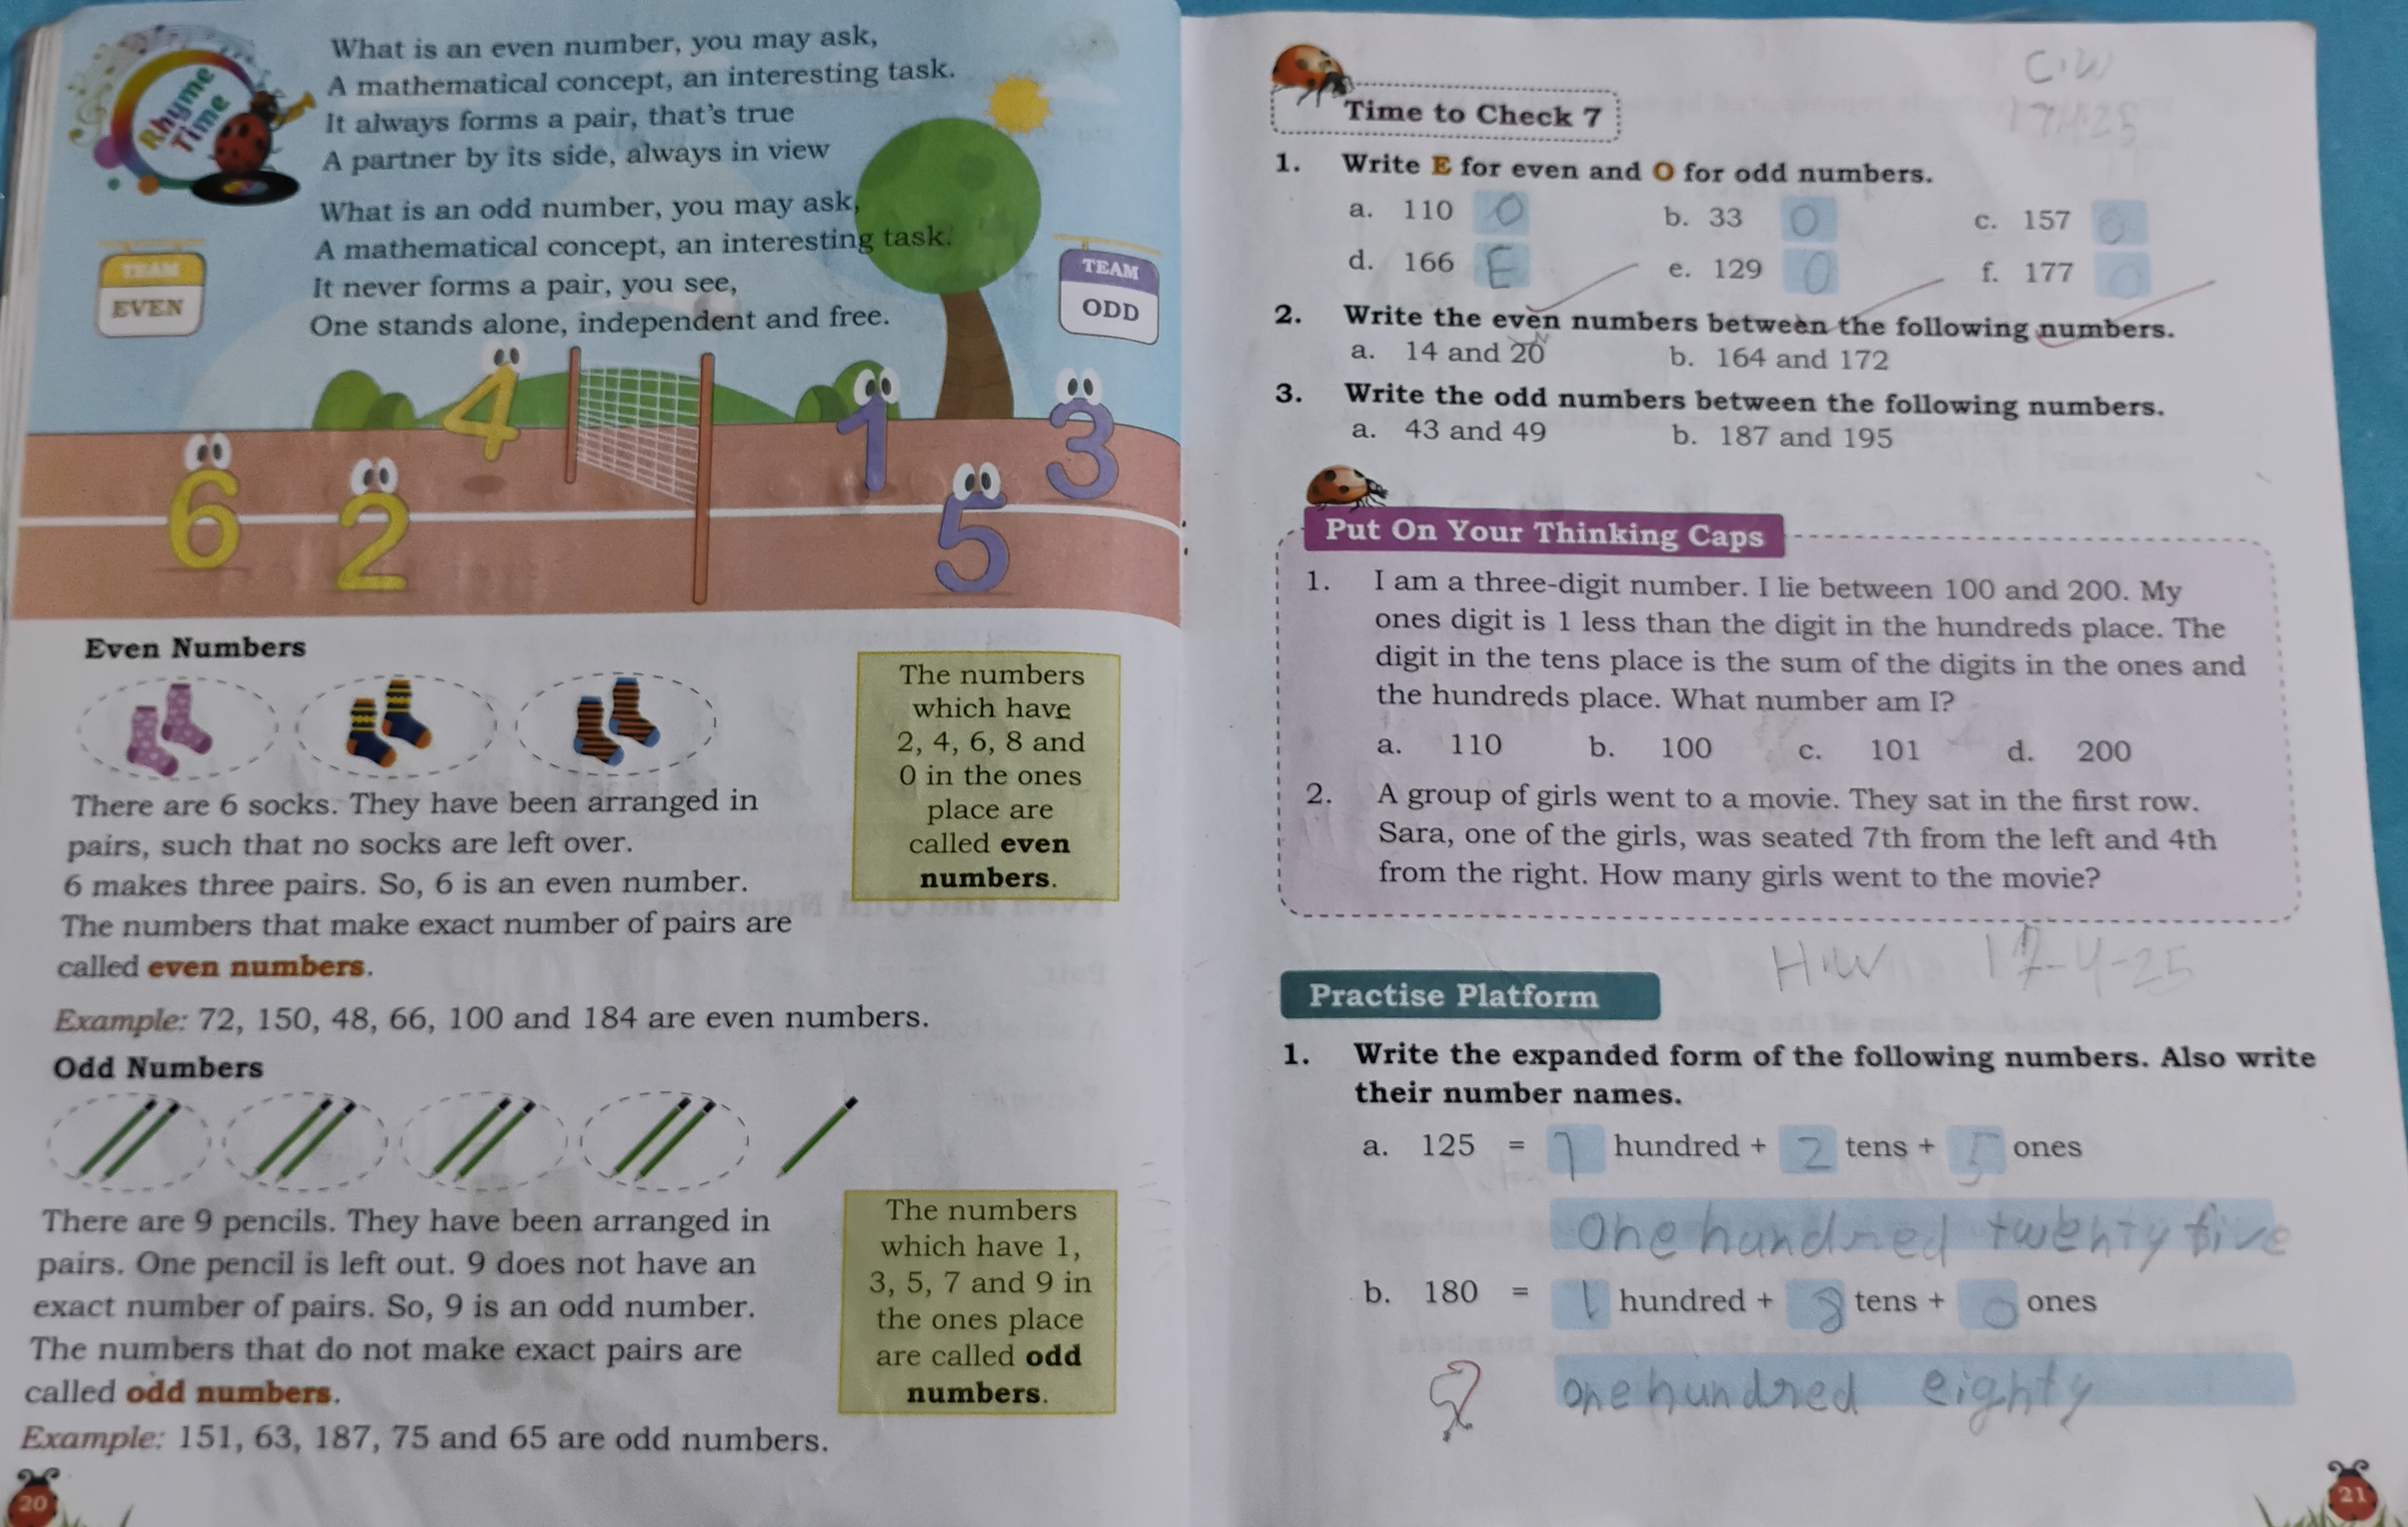 Rhyme
Time
What is an even number, you may ask,
A mathematical concept, an interesting task.
It always forms a pair, that's true
A partner by its side, always in view
What is an odd number, you may ask,
A mathematical concept, an interesting task.
It never forms a pair, you see,
One stands alone, independent and free.
TEAM
EVEN
TEAM
ODD
4
1
3
6
2
5
Even Numbers
There are 6 socks. They have been arranged in
pairs, such that no socks are left over.
6 makes three pairs. So, 6 is an even number.
The numbers that make exact number of pairs are
called even numbers.
The numbers
which have
2, 4, 6, 8 and
0 in the ones
place are
called even
numbers.
Example: 72, 150, 48, 66, 100 and 184 are even numbers.
Odd Numbers
There are 9 pencils. They have been arranged in
pairs. One pencil is left out. 9 does not have an
exact number of pairs. So, 9 is an odd number.
The numbers that do not make exact pairs are
called odd numbers.
The numbers
which have 1,
3, 5, 7 and 9 in
the ones place
are called odd
numbers.
Example: 151, 63, 187, 75 and 65 are odd numbers.
20
C.W
17.4.25
Time to Check 7
1. Write E for even and O for odd numbers.
a. 110 O b. 33 O c. 157 O
d. 166 E e. 129 O f. 177 O
2. Write the even numbers between the following numbers.
a. 14 and 20 b. 164 and 172
3. Write the odd numbers between the following numbers.
a. 43 and 49 b. 187 and 195
Put On Your Thinking Caps
1. I am a three-digit number. I lie between 100 and 200. My
ones digit is 1 less than the digit in the hundreds place. The
digit in the tens place is the sum of the digits in the ones and
the hundreds place. What number am I?
a. 110 b. 100 c. 101 d. 200
2. A group of girls went to a movie. They sat in the first row.
Sara, one of the girls, was seated 7th from the left and 4th
from the right. How many girls went to the movie?
H.W 17-4-25
Practise Platform
1. Write the expanded form of the following numbers. Also write
their number names.
a. 125 = 1 hundred + 2 tens + 5 ones
One hundred twenty five
b. 180 = 1 hundred + 8 tens + 0 ones
one hundred eighty
21